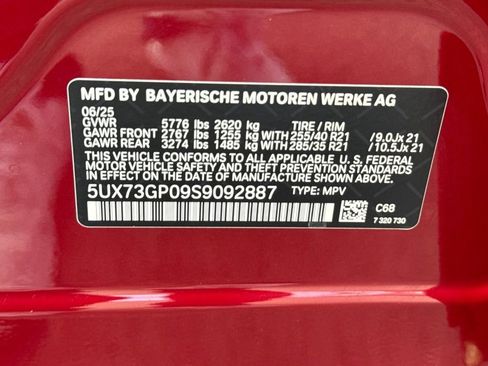 MFD BY BAYERISCHE MOTOREN WERKE AG
06/25
GVWR 5776 lbs 2620 kg TIRE / RIM
GAWR FRONT 2767 lbs 1255 kg WITH 255/40 R21 /9.0Jx 21
GAWR REAR 3274 lbs 1485 kg WITH 285/35 R21 /10.5Jx 21
THIS VEHICLE CONFORMS TO ALL APPLICABLE U. S. FEDERAL
MOTOR VEHICLE SAFETY AND THEFT PREVENTION STANDARDS
IN EFFECT ON THE DATE OF MANUFACTURE SHOWN ABOVE.
5UX73GP09S9092887 TYPE: MPV
C68
7 320 730